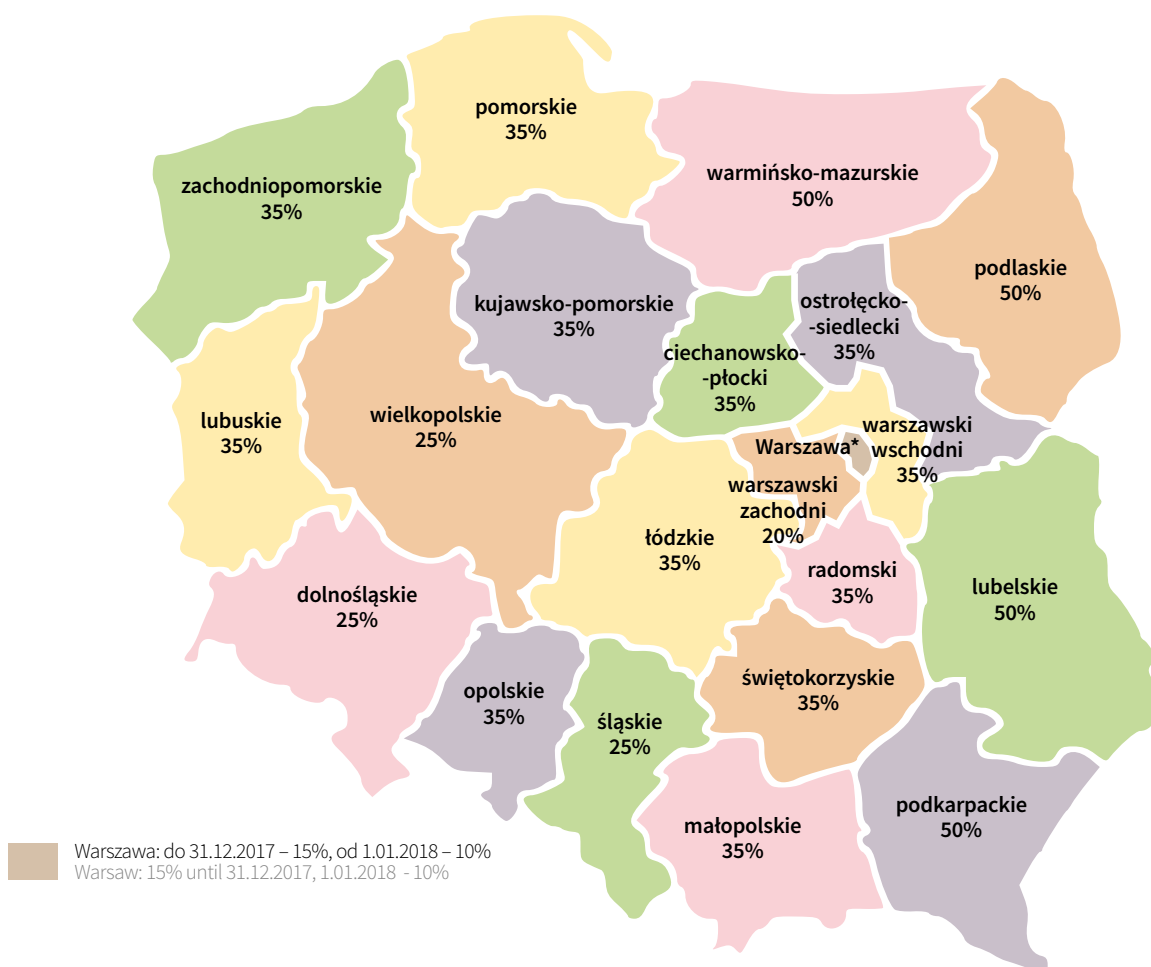 pomorskie
35%
zachodniopomorskie
35%
warmińsko-mazurskie
50%
podlaskie
50%
kujawsko-pomorskie
35%
ostrołęcko-
-siedlecki
35%
ciechanowsko-
-płocki
35%
lubuskie
35%
wielkopolskie
25%
Warszawa*
warszawski
wschodni
35%
warszawski
zachodni
20%
łódzkie
35%
radomski
35%
lubelskie
50%
dolnośląskie
25%
opolskie
35%
śląskie
25%
świętokorzyskie
35%
małopolskie
35%
podkarpackie
50%
Warszawa: do 31.12.2017 – 15%, od 1.01.2018 – 10%
Warsaw: 15% until 31.12.2017, 1.01.2018 - 10%